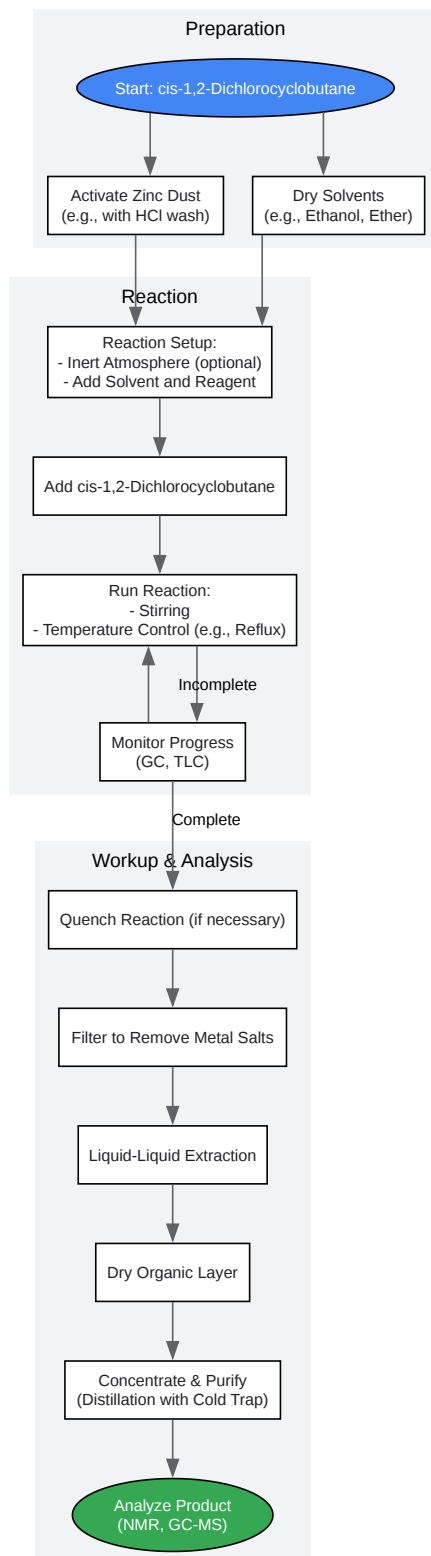 Preparation
Start: cis-1,2-Dichlorocyclobutane
Activate Zinc Dust
(e.g., with HCl wash)
Dry Solvents
(e.g., Ethanol, Ether)
Reaction
Reaction Setup:
- Inert Atmosphere (optional)
- Add Solvent and Reagent
Add cis-1,2-Dichlorocyclobutane
Run Reaction:
- Stirring
- Temperature Control (e.g., Reflux)
Incomplete
Monitor Progress
(GC, TLC)
Complete
Workup & Analysis
Quench Reaction (if necessary)
Filter to Remove Metal Salts
Liquid-Liquid Extraction
Dry Organic Layer
Concentrate & Purify
(Distillation with Cold Trap)
Analyze Product
(NMR, GC-MS)